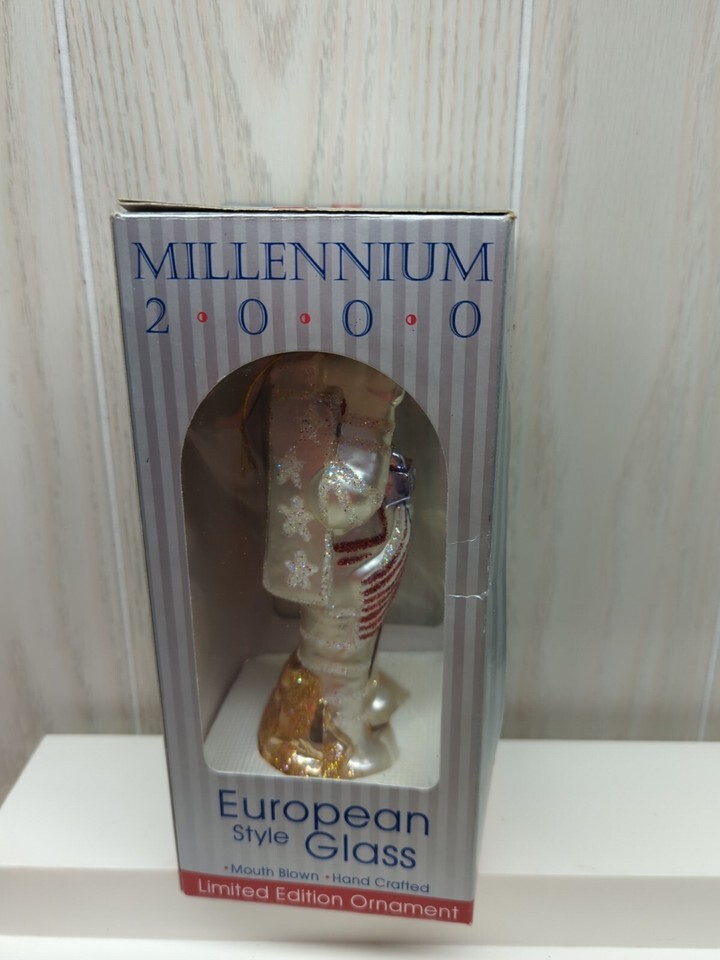 MILLENNIUM
2•0•0•0
European
Style Glass
•Mouth Blown •Hand Crafted
Limited Edition Ornament